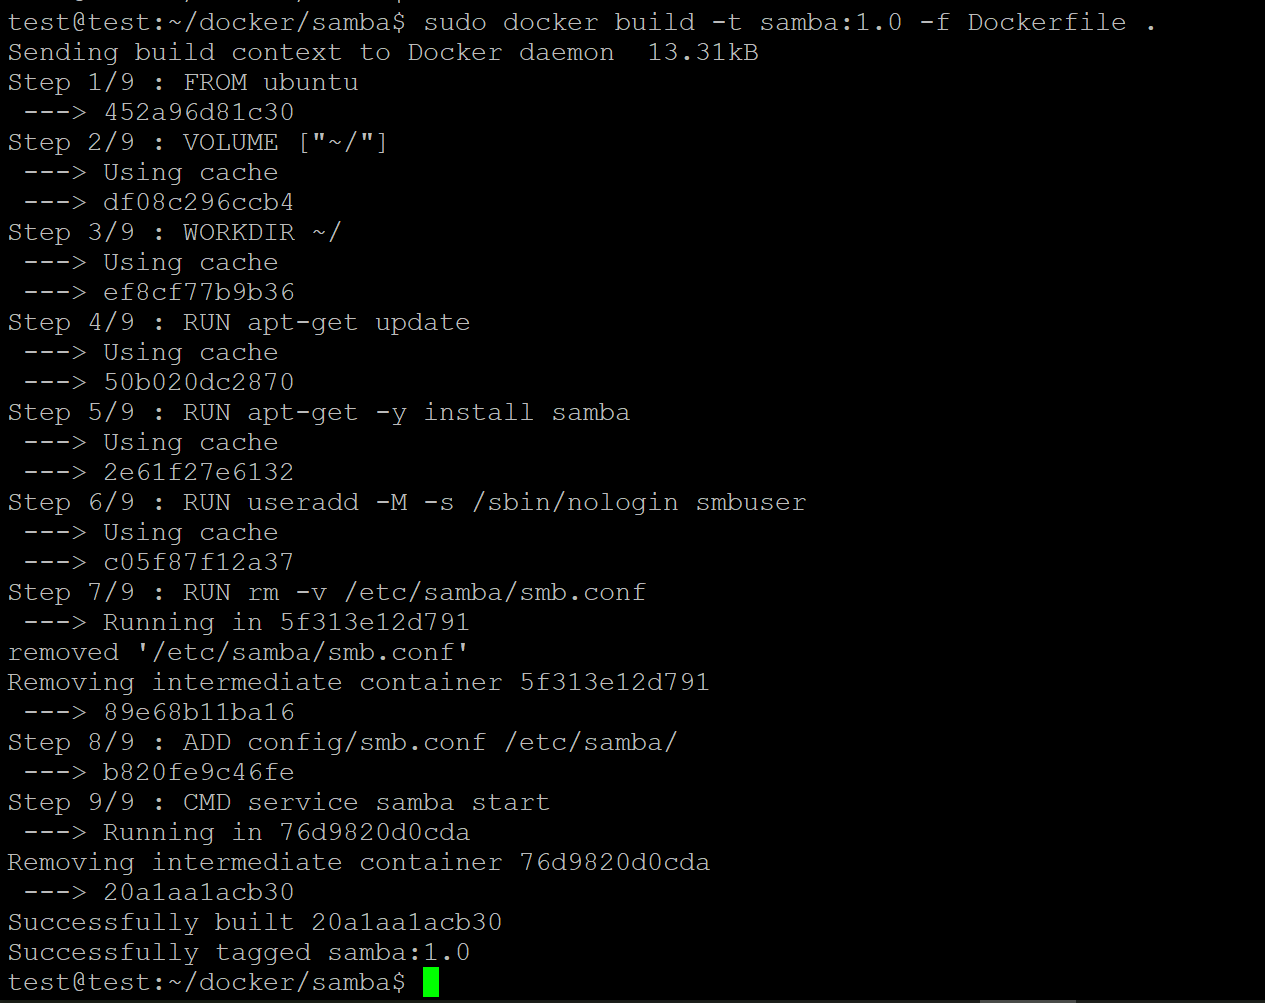 test@test:~/docker/samba$ sudo docker build -t samba:1.0 -f Dockerfile .
Sending build context to Docker daemon  13.31kB
Step 1/9 : FROM ubuntu
 ---> 452a96d81c30
Step 2/9 : VOLUME ["~/"]
 ---> Using cache
 ---> df08c296ccb4
Step 3/9 : WORKDIR ~/
 ---> Using cache
 ---> ef8cf77b9b36
Step 4/9 : RUN apt-get update
 ---> Using cache
 ---> 50b020dc2870
Step 5/9 : RUN apt-get -y install samba
 ---> Using cache
 ---> 2e61f27e6132
Step 6/9 : RUN useradd -M -s /sbin/nologin smbuser
 ---> Using cache
 ---> c05f87f12a37
Step 7/9 : RUN rm -v /etc/samba/smb.conf
 ---> Running in 5f313e12d791
removed '/etc/samba/smb.conf'
Removing intermediate container 5f313e12d791
 ---> 89e68b11ba16
Step 8/9 : ADD config/smb.conf /etc/samba/
 ---> b820fe9c46fe
Step 9/9 : CMD service samba start
 ---> Running in 76d9820d0cda
Removing intermediate container 76d9820d0cda
 ---> 20a1aa1acb30
Successfully built 20a1aa1acb30
Successfully tagged samba:1.0
test@test:~/docker/samba$